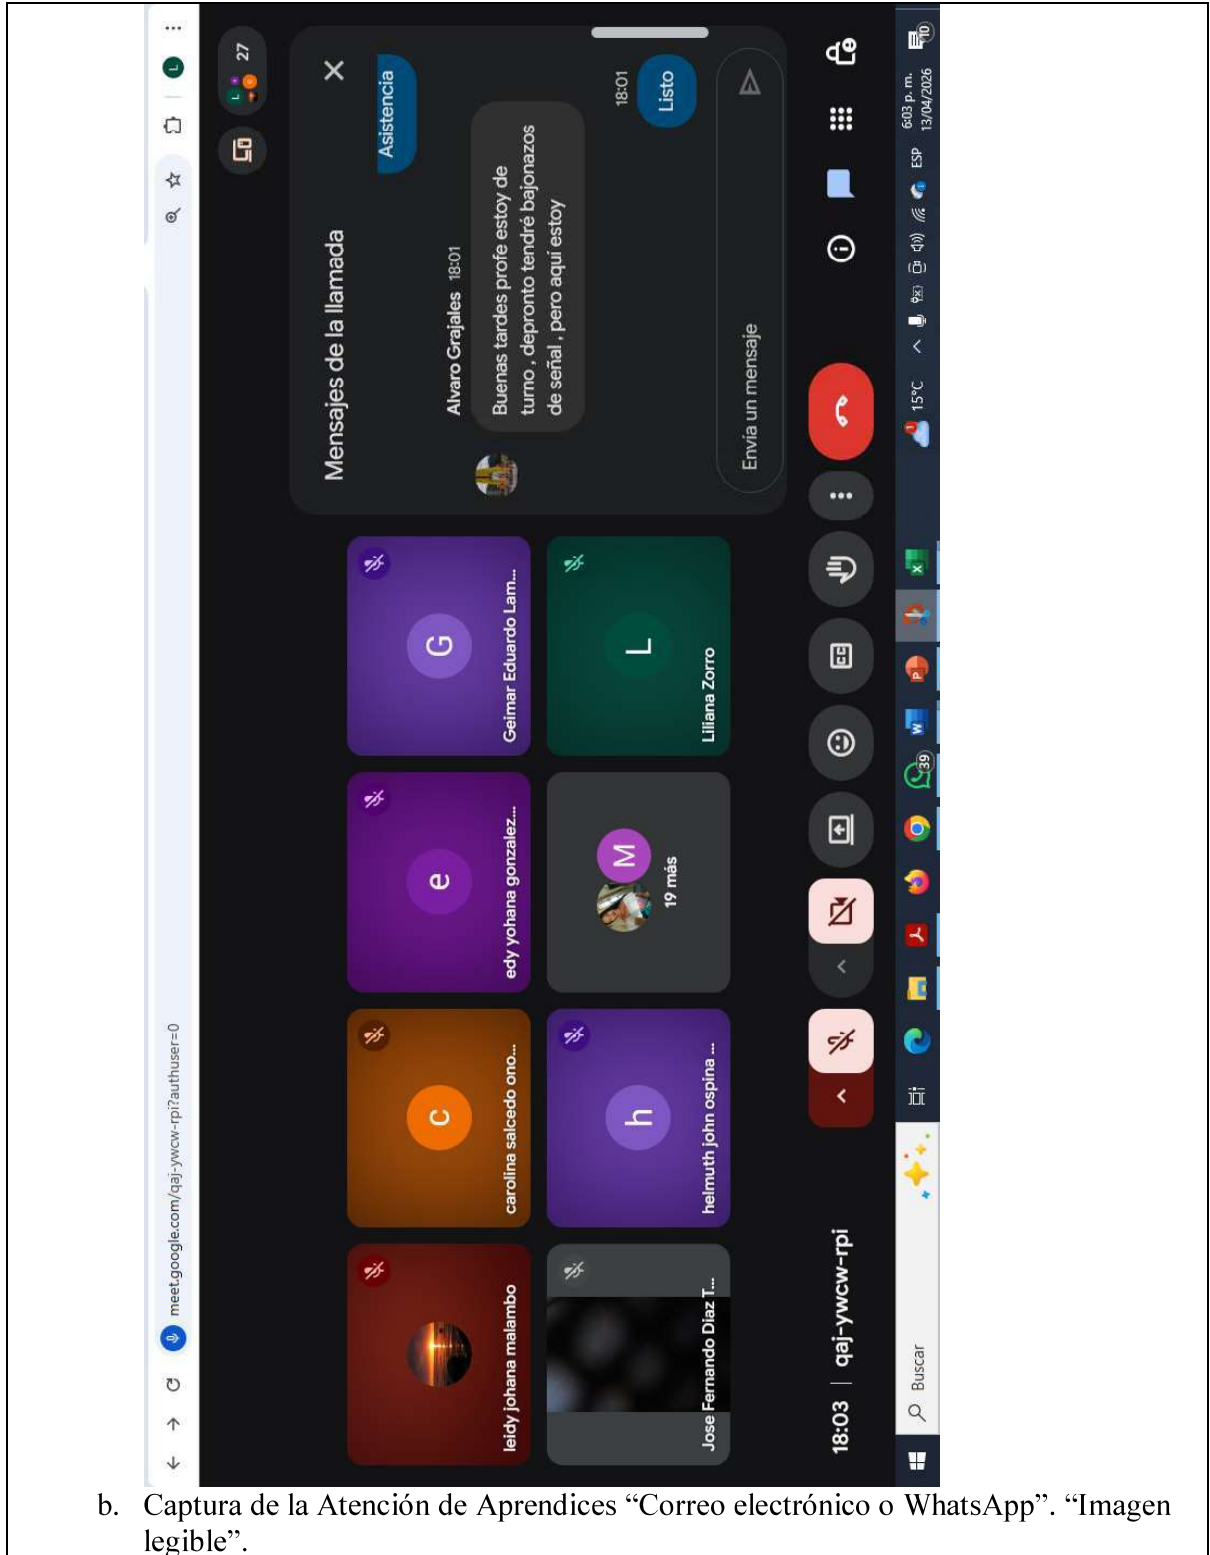 meet.google.com/qaj-ywcw-rpi?authuser=0
L
L
27
Mensajes de la llamada
Asistencia
Alvaro Grajales 18:01
Buenas tardes profe estoy de
turno , depronto tendré bajonazos
de señal , pero aquí estoy
18:01
Listo
Envía un mensaje
leidy johana malambo
c
carolina salcedo ono...
e
edy yohana gonzalez...
G
Geimar Eduardo Lam...
Jose Fernando Diaz T...
h
helmuth john ospina ...
M
19 más
L
Liliana Zorro
18:03 | qaj-ywcw-rpi
CC
Buscar
39
W
P
X
1
15°C
ESP
6:03 p. m.
13/04/2026
10
b. Captura de la Atención de Aprendices “Correo electrónico o WhatsApp”. “Imagen
legible”.